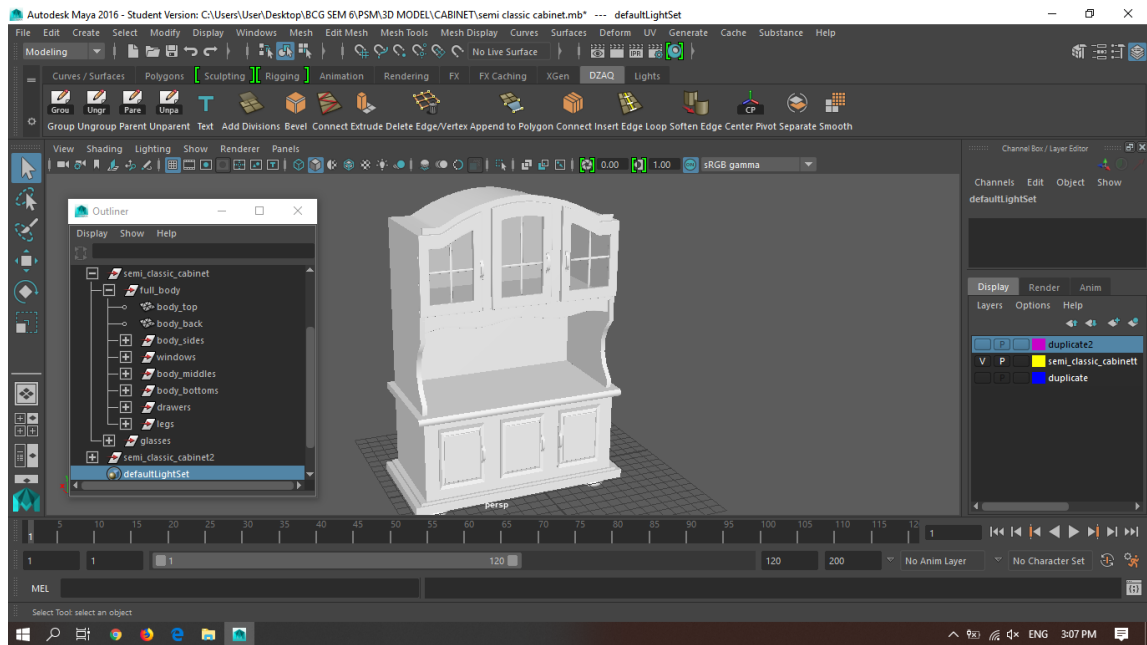 Autodesk Maya 2016 - Student Version: C:\Users\User\Desktop\BCG SEM 6\PSM\3D MODEL\CABINET\semi classic cabinet.mb* --- defaultLightSet
File Edit Create Select Modify Display Windows Mesh Edit Mesh Mesh Tools Mesh Display Curves Surfaces Deform UV Generate Cache Substance Help
Modeling No Live Surface
Curves / Surfaces Polygons Sculpting Rigging Animation Rendering FX FX Caching XGen DZAQ Lights
Grou Ungr Pare Unpa T CP
Group Ungroup Parent Unparent Text Add Divisions Bevel Connect Extrude Delete Edge/Vertex Append to Polygon Connect Insert Edge Loop Soften Edge Center Pivot Separate Smooth
View Shading Lighting Show Renderer Panels
0.00 1.00 sRGB gamma
Channel Box / Layer Editor
Channels Edit Object Show
defaultLightSet
Outliner
Display Show Help
semi_classic_cabinet
full_body
body_top
body_back
body_sides
windows
body_middles
body_bottoms
drawers
legs
glasses
semi_classic_cabinet2
defaultLightSet
persp
Display Render Anim
Layers Options Help
P duplicate2
V P semi_classic_cabinett
P duplicate
1 5 10 15 20 25 30 35 40 45 50 55 60 65 70 75 80 85 90 95 100 105 110 115 12 1
1 1 1 120 120 200 No Anim Layer No Character Set
MEL
Select Tool: select an object
ENG 3:07 PM